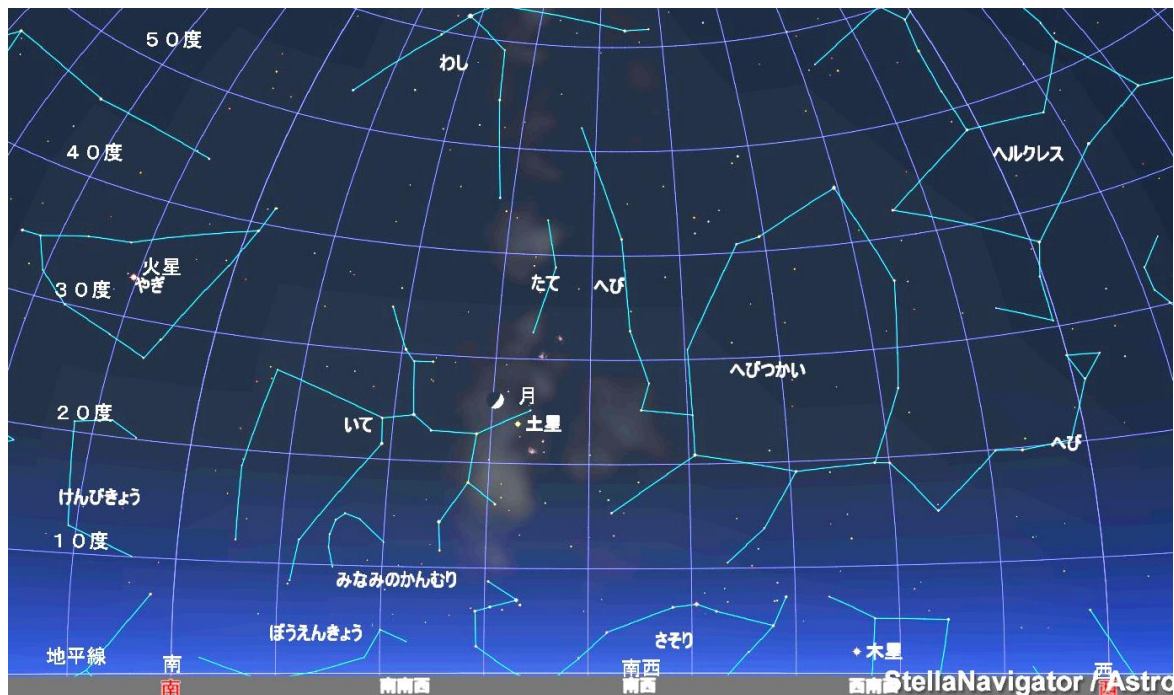 ５０度
わし
４０度
ヘルクレス
火星
やぎ
３０度
たて
へび
へびつかい
月
２０度
いて
土星
へび
けんびきょう
１０度
みなみのかんむり
ぼうえんきょう
さそり
地平線
南
南西
木星
西
南
南南西
南西
西南西
西
StellaNavigator / Astro